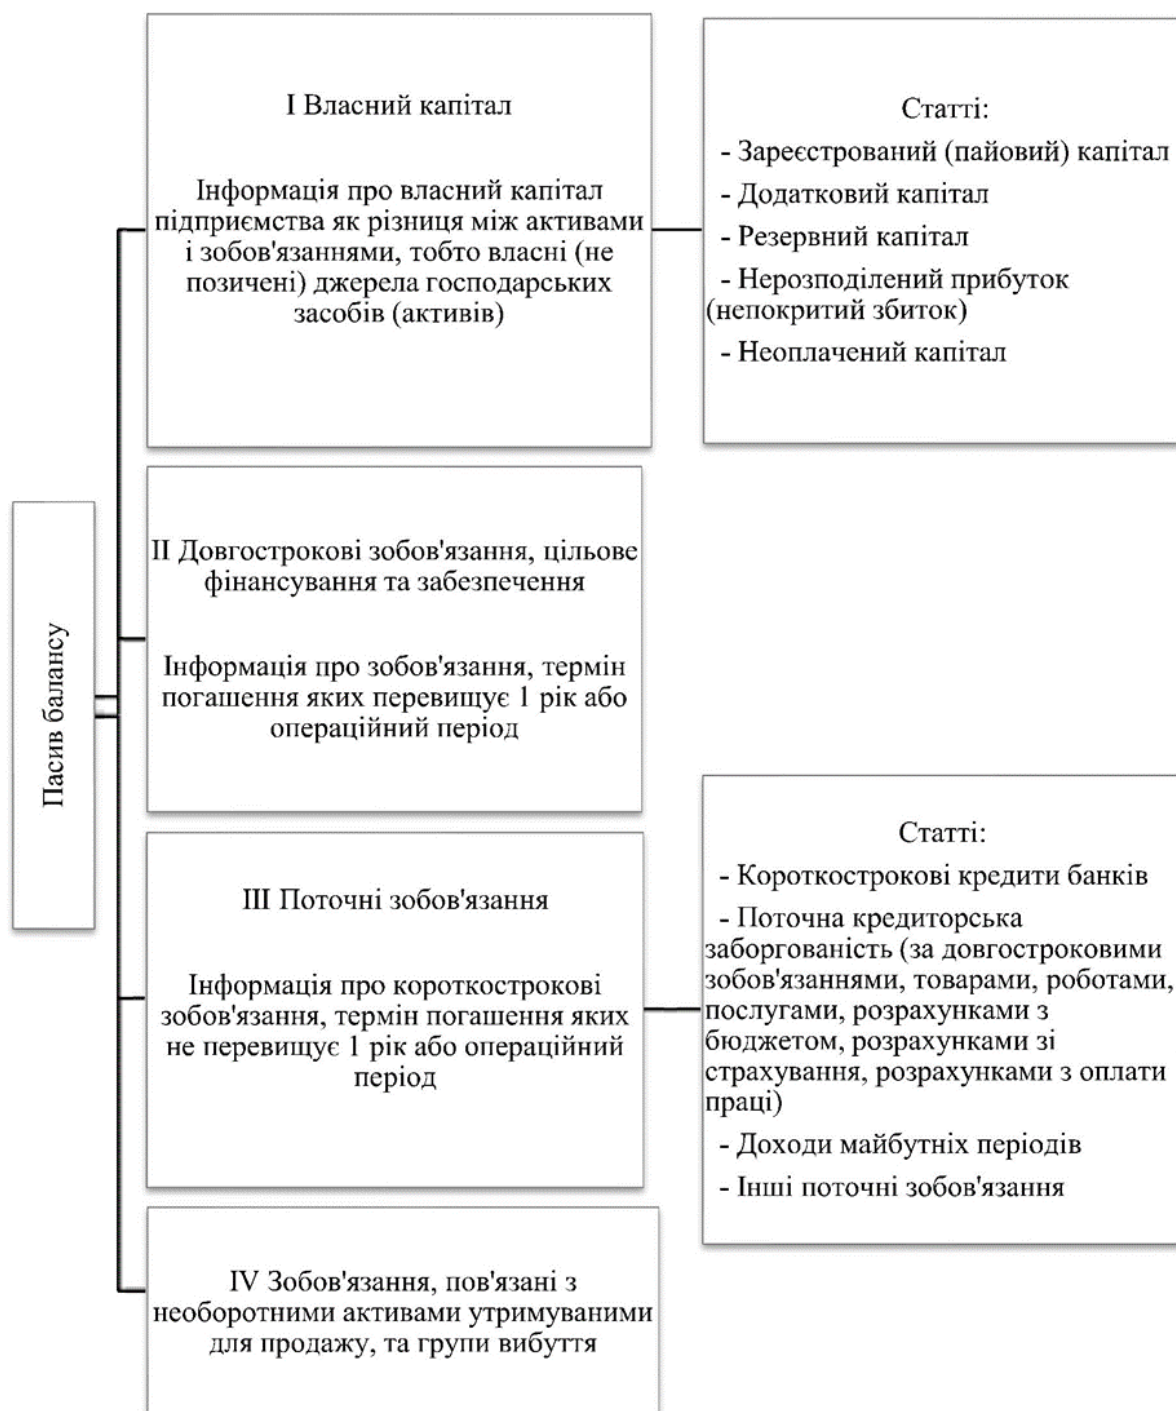 Пасив балансу
І Власний капітал
Інформація про власний капітал
підприємства як різниця між активами
і зобов'язаннями, тобто власні (не
позичені) джерела господарських
засобів (активів)
Статті:
- Зареєстрований (пайовий) капітал
- Додатковий капітал
- Резервний капітал
- Нерозподілений прибуток
(непокритий збиток)
- Неоплачений капітал
ІІ Довгострокові зобов'язання, цільове
фінансування та забезпечення
Інформація про зобов'язання, термін
погашення яких перевищує 1 рік або
операційний період
ІІІ Поточні зобов'язання
Інформація про короткострокові
зобов'язання, термін погашення яких
не перевищує 1 рік або операційний
період
Статті:
- Короткострокові кредити банків
- Поточна кредиторська
заборгованість (за довгостроковими
зобов'язаннями, товарами, роботами,
послугами, розрахунками з
бюджетом, розрахунками зі
страхування, розрахунками з оплати
праці)
- Доходи майбутніх періодів
- Інші поточні зобов'язання
IV Зобов'язання, пов'язані з
необоротними активами утримуваними
для продажу, та групи вибуття